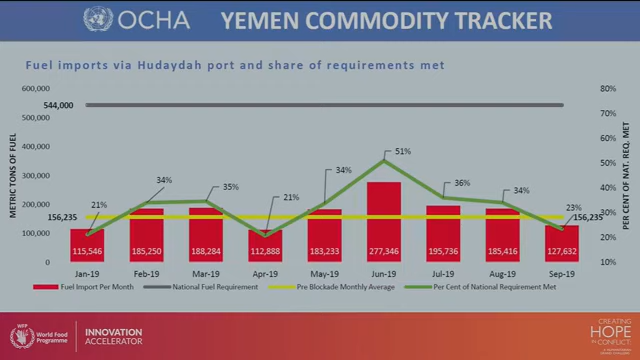 OCHA
YEMEN COMMODITY TRACKER
Fuel imports via Hudaydah port and share of requirements met
METRIC TONS OF FUEL
600,000
544,000
500,000
400,000
300,000
200,000
156,235
100,000
0
80%
70%
60%
50%
40%
30%
20%
10%
PER CENT OF NAT. REQ. MET
21%
34%
35%
21%
34%
51%
36%
34%
23%
156,235
115,546
185,250
188,284
112,888
183,233
277,346
195,736
185,416
127,632
Jan-19
Feb-19
Mar-19
Apr-19
May-19
Jun-19
Jul-19
Aug-19
Sep-19
Fuel Import Per Month
National Fuel Requirement
Pre Blockade Monthly Average
Per Cent of National Requirement Met
WFP
World Food
Programme
INNOVATION
ACCELERATOR
CREATING
HOPE
IN CONFLICT